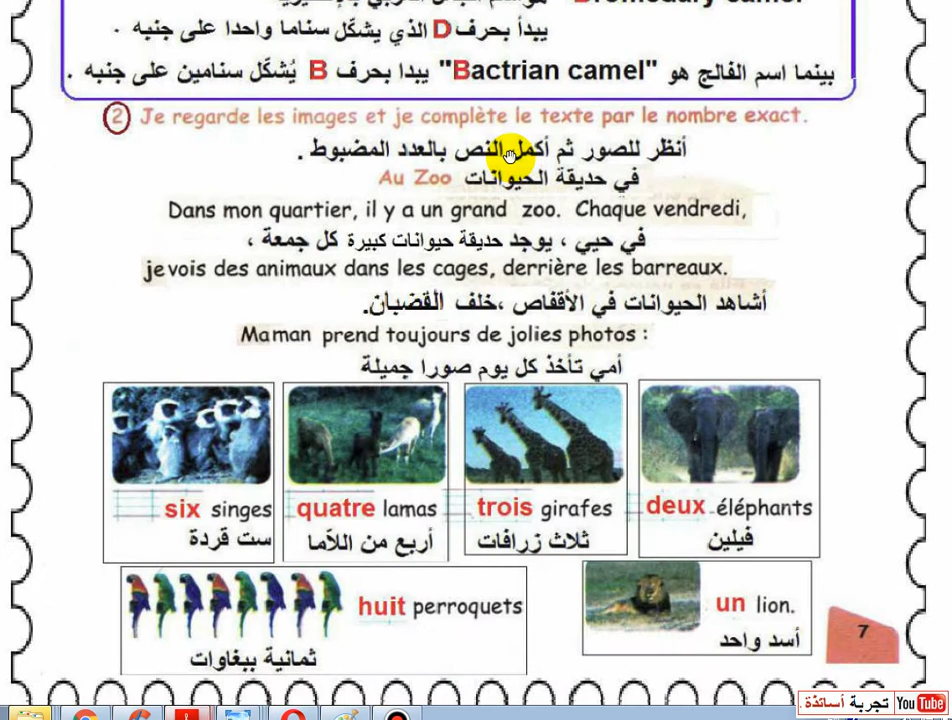 يبدأ بحرف D الذي يشكّل سناما واحدا على جنبه .
بينما اسم الفالج هو "Bactrian camel" يبدا بحرف B يُشكّل سنامين على جنبه .
2 Je regarde les images et je complète le texte par le nombre exact.
أنظر للصور ثم أكمل النص بالعدد المضبوط .
Au Zoo في حديقة الحيوانات
Dans mon quartier, il y a un grand zoo. Chaque vendredi,
في حيي ، يوجد حديقة حيوانات كبيرة كل جمعة ،
je vois des animaux dans les cages, derrière les barreaux.
أشاهد الحيوانات في الأقفاص ،خلف القضبان.
Maman prend toujours de jolies photos :
أمي تأخذ كل يوم صورا جميلة
six singes
ست قردة
quatre lamas
أربع من اللاّما
trois girafes
ثلاث زرافات
deux éléphants
فيلين
huit perroquets
ثمانية ببغاوات
un lion.
أسد واحد
7
تجربة أساتذة .
YouTube